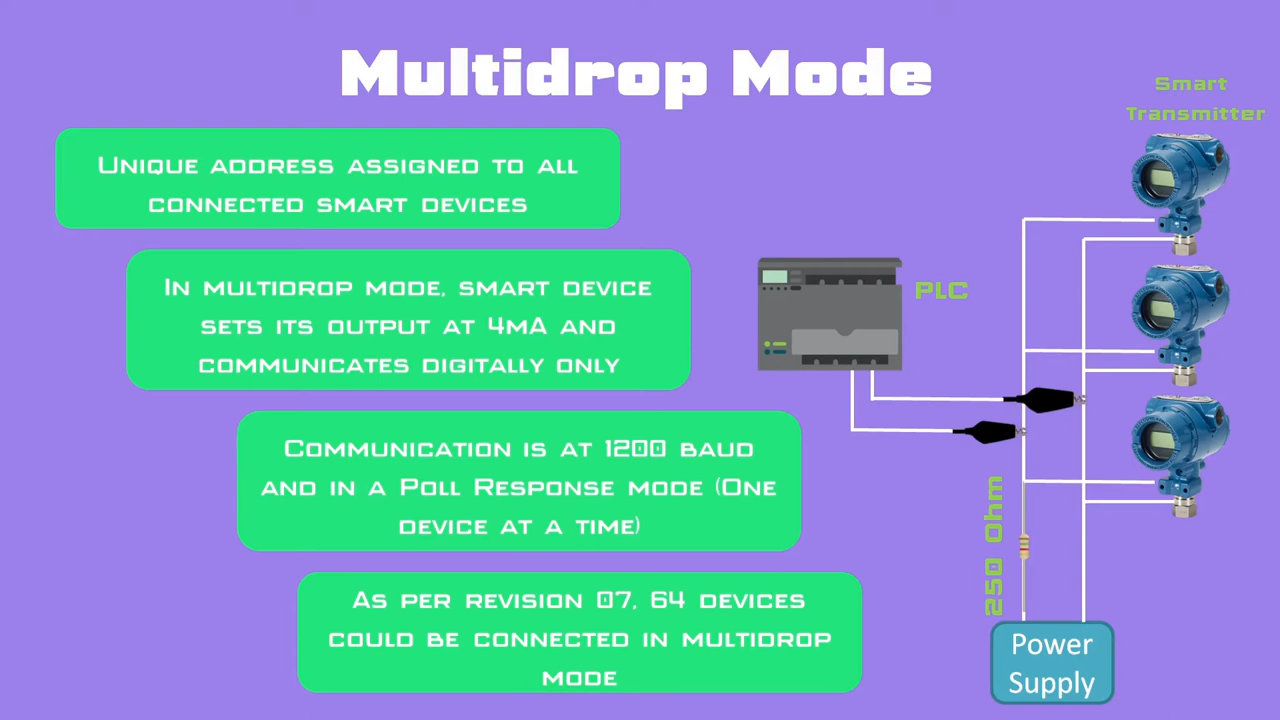 Multidrop Mode
Smart
Transmitter
Unique address assigned to all
connected smart devices
In multidrop mode, smart device
sets its output at 4mA and
communicates digitally only
PLC
Communication is at 1200 baud
and in a Poll Response mode (One
device at a time)
250 Ohm
As per revision 07, 64 devices
could be connected in multidrop
mode
Power
Supply